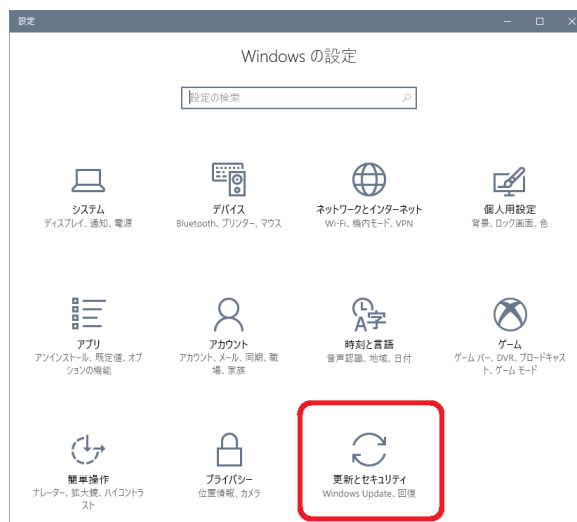 設定
Windows の設定
設定の検索
システム
ディスプレイ、通知、電源
デバイス
Bluetooth、プリンター、マウス
ネットワークとインターネット
Wi-Fi、機内モード、VPN
個人用設定
背景、ロック画面、色
アプリ
アンインストール、既定値、オプ
ションの機能
アカウント
アカウント、メール、同期、職
場、家族
時刻と言語
音声認識、地域、日付
ゲーム
ゲーム バー、DVR、ブロードキャス
ト、ゲーム モード
簡単操作
ナレーター、拡大鏡、ハイコントラ
スト
プライバシー
位置情報、カメラ
更新とセキュリティ
Windows Update、回復